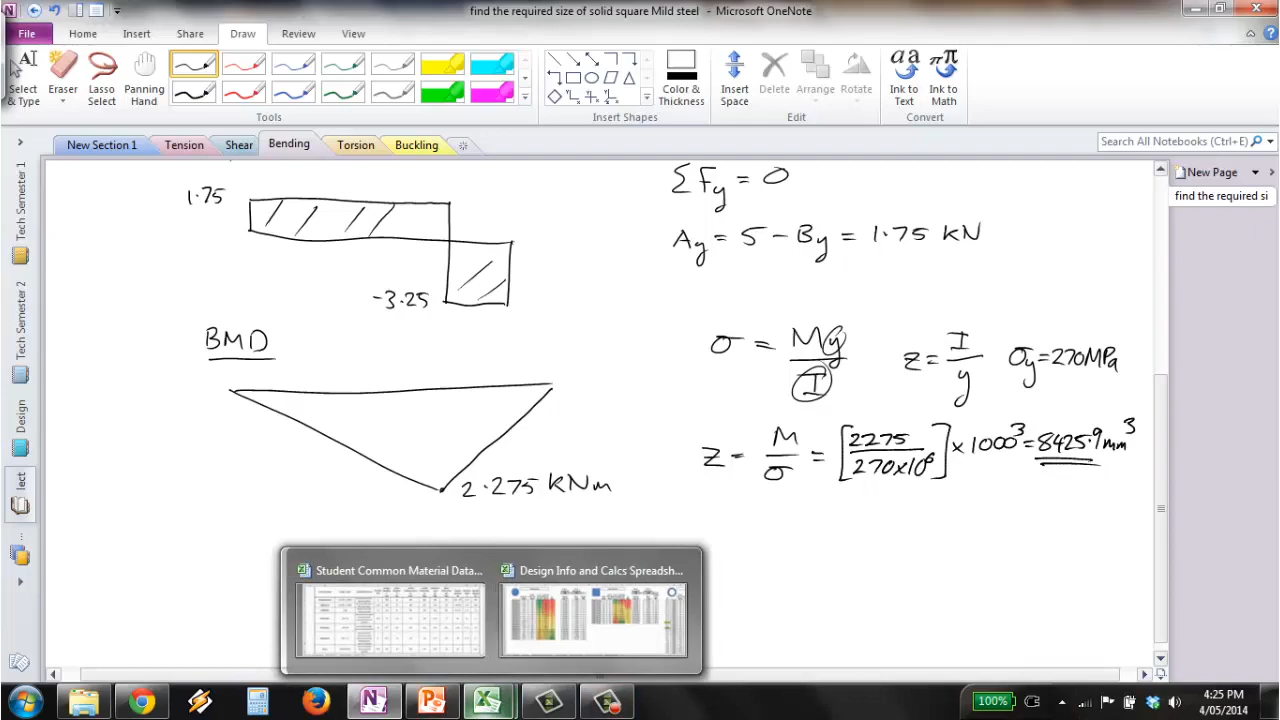 find the required size of solid square Mild steel - Microsoft OneNote
File Home Insert Share Draw Review View
Select & Type
Eraser
Lasso Select
Panning Hand
Color & Thickness
Insert Space
Delete
Arrange
Rotate
Ink to Text
Ink to Math
Tools
Insert Shapes
Edit
Convert
New Section 1 Tension Shear Bending Torsion Buckling
Search All Notebooks (Ctrl+E)
New Page
find the required si
Tech Semester 1
Tech Semester 2
Design
lect
1.75
-3.25
BMD
2.275 KNm
ΣFy = 0
Ay = 5 - By = 1.75 KN
σ = My/I
z = I/y
σy = 270MPa
z = M/σ = [2275/270x10⁶] x 1000³ = 8425.9mm³
Student Common Material Data...
Design Info and Calcs Spreadsh...
100%
4:25 PM
4/05/2014